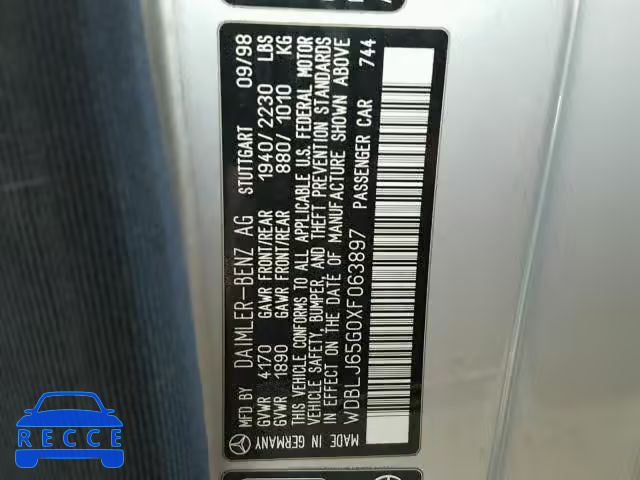 MFD BY DAIMLER-BENZ AG STUTTGART 09/98
GVWR 4170 GAWR FRONT/REAR 1940/2230 LBS
GVWR 1890 GAWR FRONT/REAR 880/1010 KG
THIS VEHICLE CONFORMS TO ALL APPLICABLE U.S. FEDERAL MOTOR
VEHICLE SAFETY, BUMPER, AND THEFT PREVENTION STANDARDS
IN EFFECT ON THE DATE OF MANUFACTURE SHOWN ABOVE
WDBLJ65G0XF063897 PASSENGER CAR 744
MADE IN GERMANY
RECCE